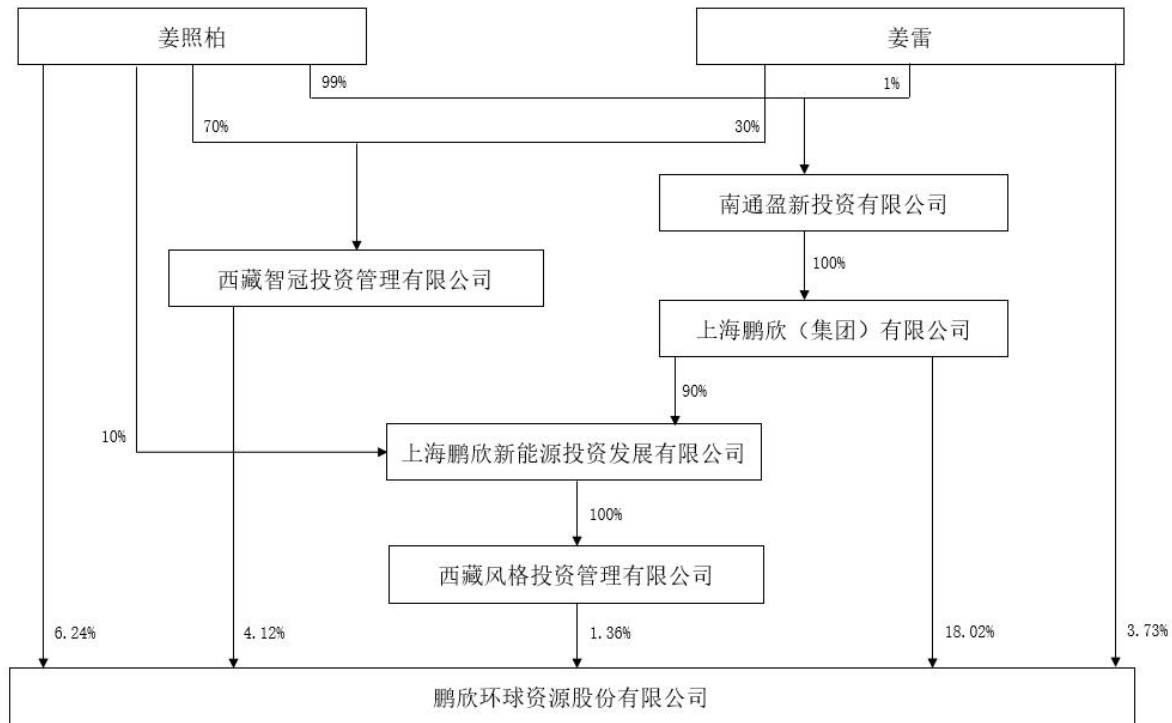 姜照柏
姜雷
99%
1%
70%
30%
南通盈新投资有限公司
西藏智冠投资管理有限公司
100%
上海鹏欣（集团）有限公司
90%
10%
上海鹏欣新能源投资发展有限公司
100%
西藏风格投资管理有限公司
6.24%
4.12%
1.36%
18.02%
3.73%
鹏欣环球资源股份有限公司